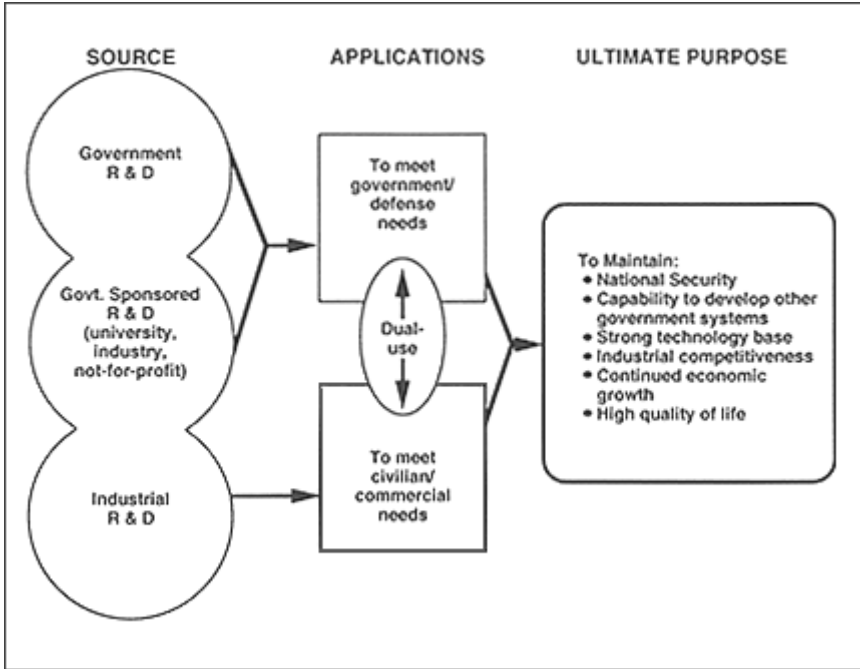 SOURCE
APPLICATIONS
ULTIMATE PURPOSE
Government
R & D
Govt. Sponsored
R & D
(university,
industry,
not-for-profit)
Industrial
R & D
To meet
government/
defense
needs
Dual-
use
To meet
civilian/
commercial
needs
To Maintain:
• National Security
• Capability to develop other
government systems
• Strong technology base
• Industrial competitiveness
• Continued economic
growth
• High quality of life